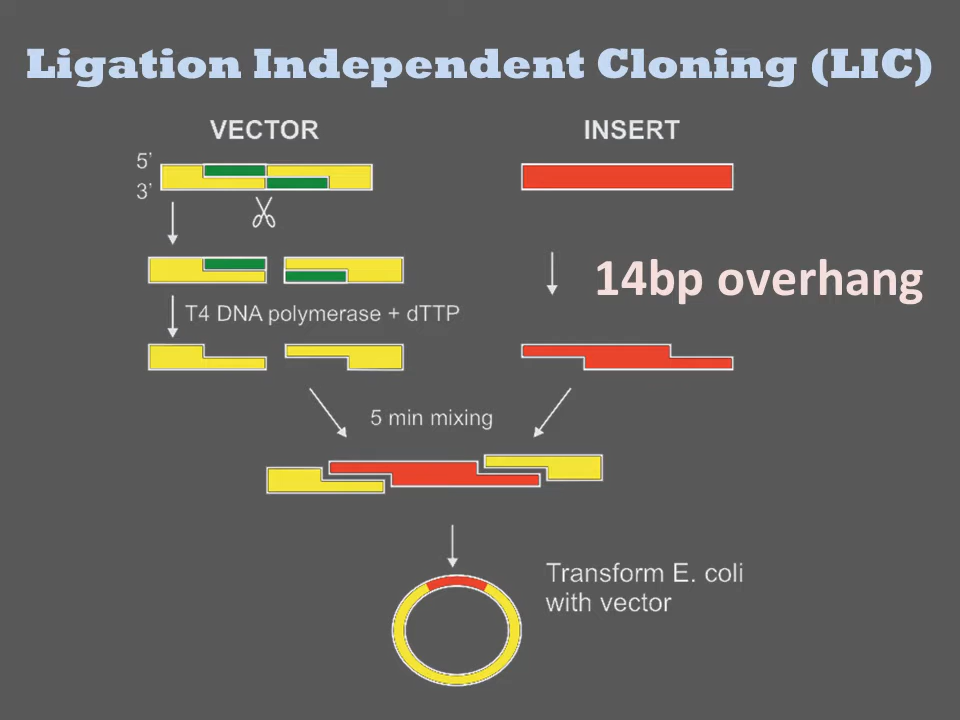 Ligation Independent Cloning (LIC)
VECTOR
INSERT
5'
3'
14bp overhang
T4 DNA polymerase + dTTP
5 min mixing
Transform E. coli
with vector